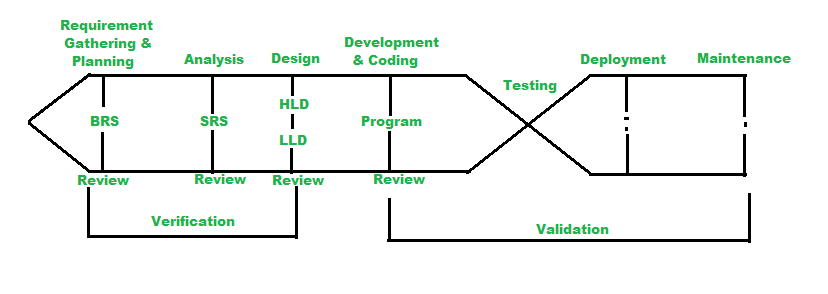 Requirement
Gathering &
Planning
Analysis
Design
Development
& Coding
Testing
Deployment
Maintenance
HLD
BRS
SRS
Program
LLD
Review
Review
Review
Review
Verification
Validation